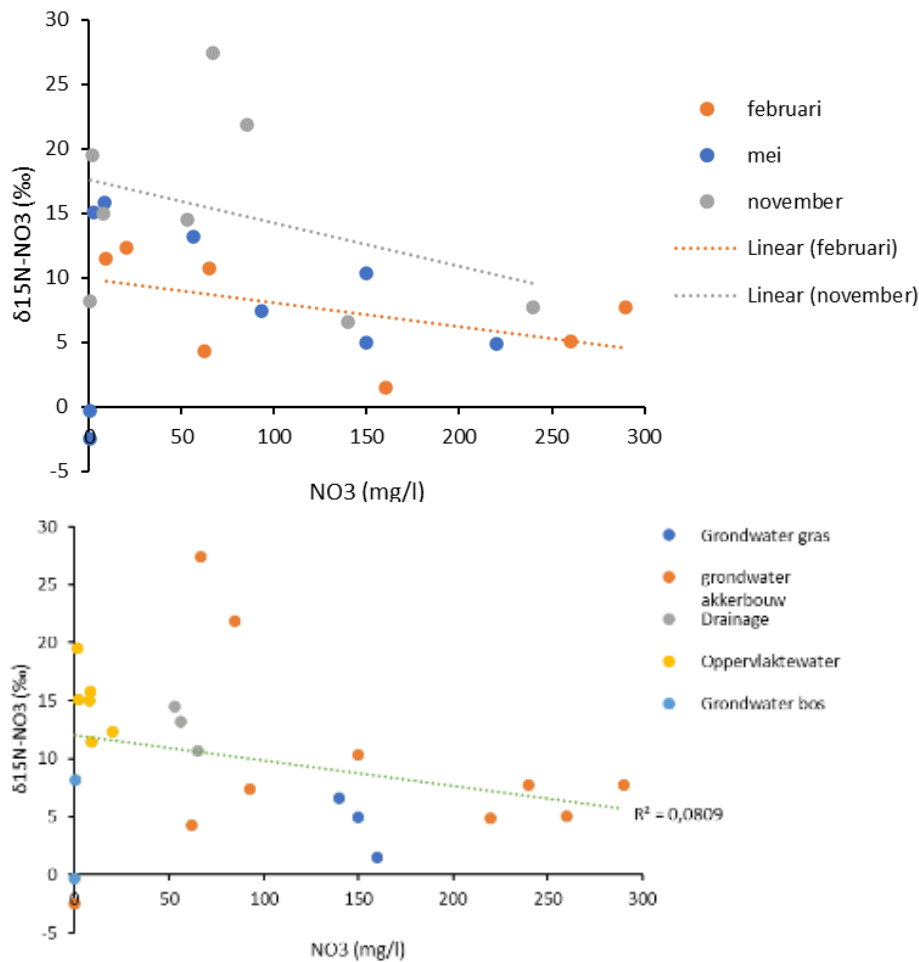 30
25
20
15
10
5
0
-5
δ15N-NO3 (‰)
0
50
100
150
200
250
300
NO3 (mg/l)
februari
mei
november
Linear (februari)
Linear (november)
30
25
20
15
10
5
0
-5
δ15N-NO3 (‰)
0
50
100
150
200
250
300
NO3 (mg/l)
R² = 0,0809
Grondwater gras
grondwater
akkerbouw
Drainage
Oppervlaktewater
Grondwater bos